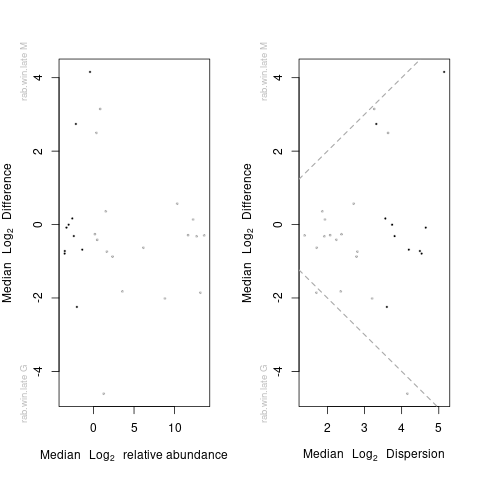 rab.win.late M
rab.win.late G
Median Log2 Difference
4
2
0
-2
-4
0 5 10
Median Log2 relative abundance
rab.win.late M
rab.win.late G
Median Log2 Difference
4
2
0
-2
-4
2 3 4 5
Median Log2 Dispersion